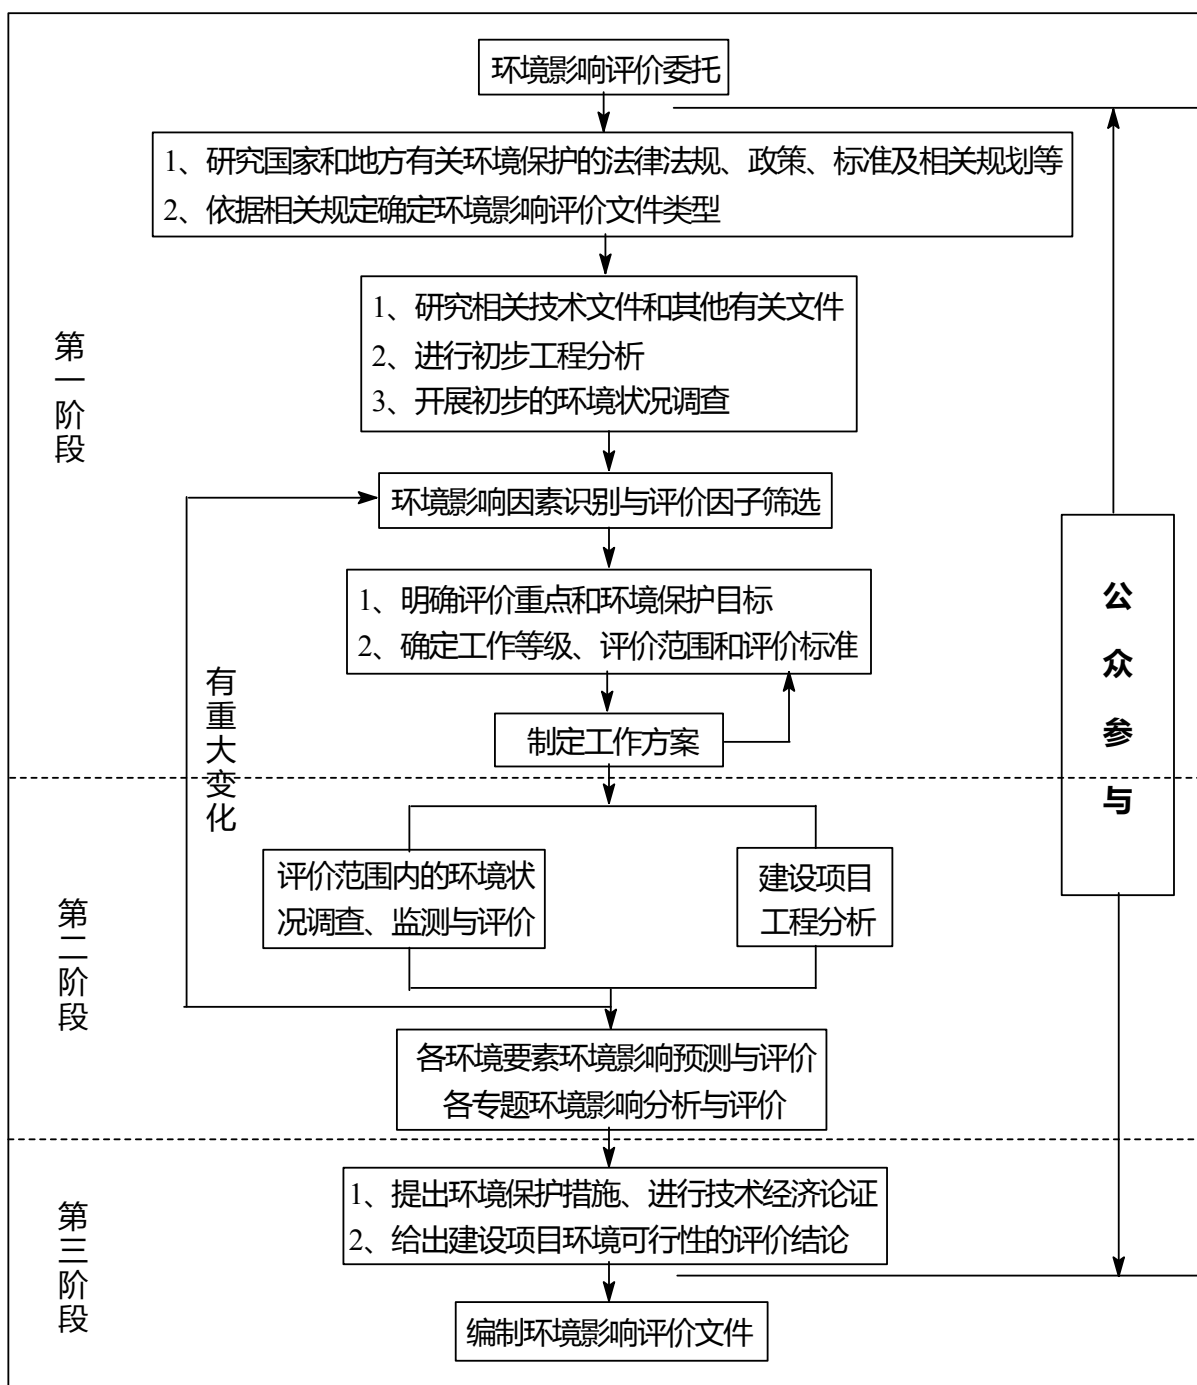 环境影响评价委托
1、研究国家和地方有关环境保护的法律法规、政策、标准及相关规划等
2、依据相关规定确定环境影响评价文件类型
1、研究相关技术文件和其他有关文件
2、进行初步工程分析
3、开展初步的环境状况调查
第一阶段
环境影响因素识别与评价因子筛选
1、明确评价重点和环境保护目标
2、确定工作等级、评价范围和评价标准
公众参与
有重大变化
制定工作方案
评价范围内的环境状
况调查、监测与评价
建设项目
工程分析
第二阶段
各环境要素环境影响预测与评价
各专题环境影响分析与评价
1、提出环境保护措施、进行技术经济论证
2、给出建设项目环境可行性的评价结论
第三阶段
编制环境影响评价文件